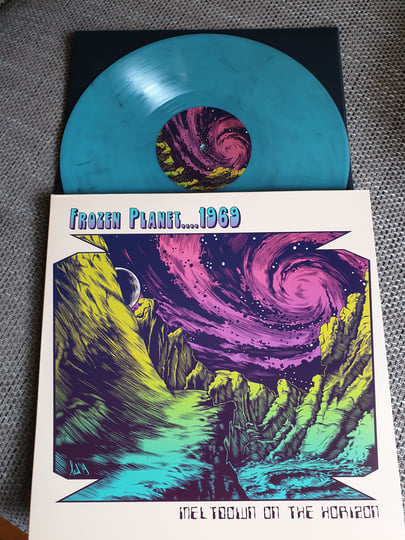 FROZEN PLANET....1969
MELTDOWN ON THE HORIZON